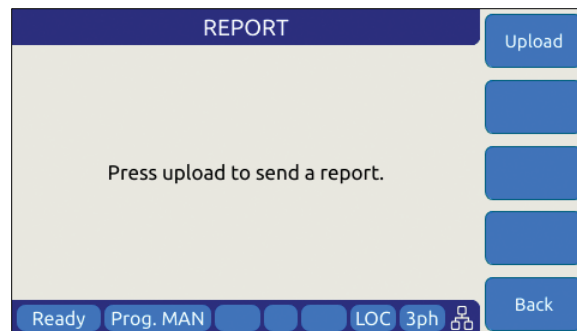 REPORT
Upload
Press upload to send a report.
Back
Ready Prog. MAN LOC 3ph